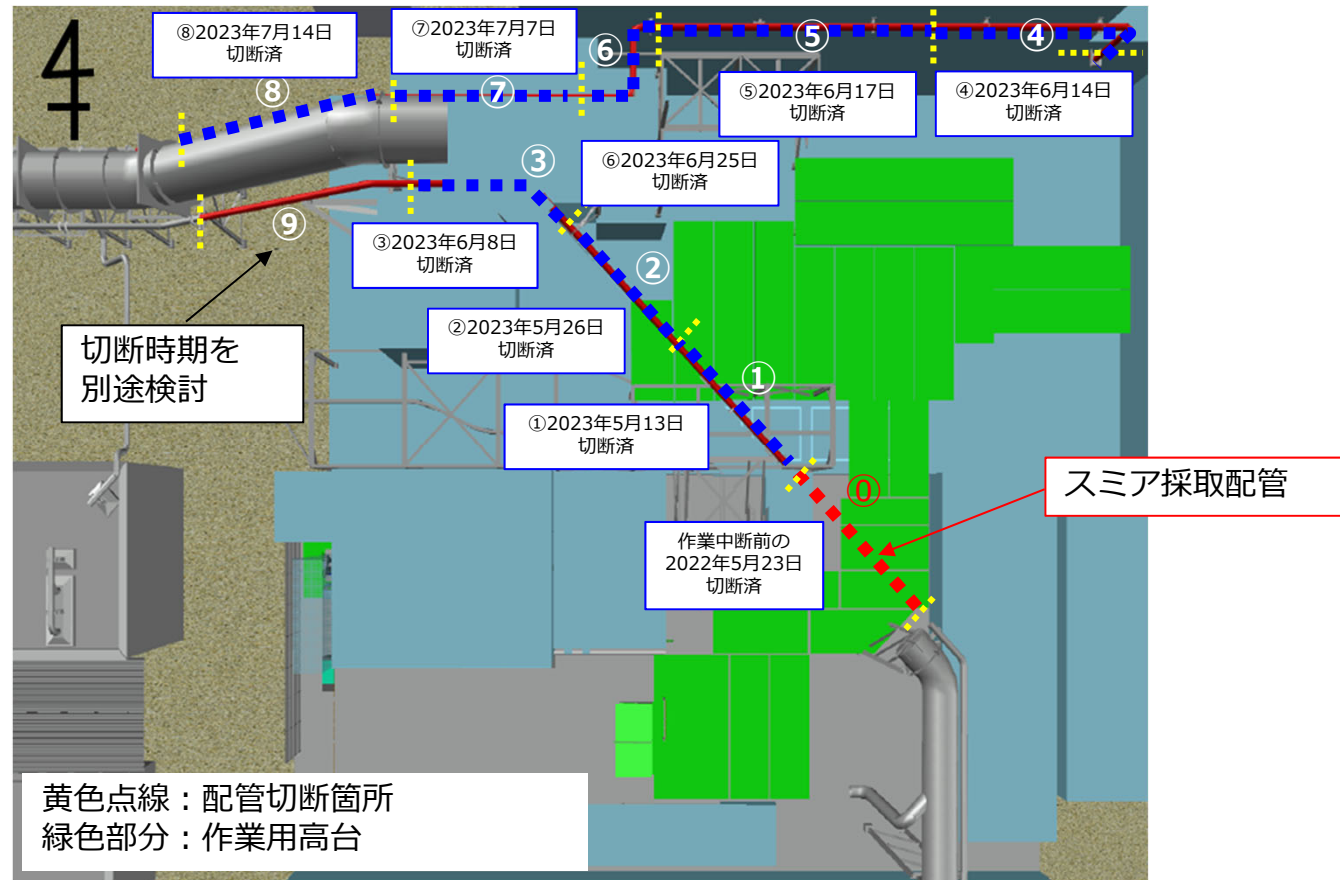 ⑧2023年7月14日
切断済
⑦2023年7月7日
切断済
⑥
⑤
④
⑧
⑦
⑤2023年6月17日
切断済
④2023年6月14日
切断済
③
⑥2023年6月25日
切断済
⑨
③2023年6月8日
切断済
②
切断時期を
別途検討
②2023年5月26日
切断済
①
①2023年5月13日
切断済
⓪
スミア採取配管
作業中断前の
2022年5月23日
切断済
黄色点線：配管切断箇所
緑色部分：作業用高台